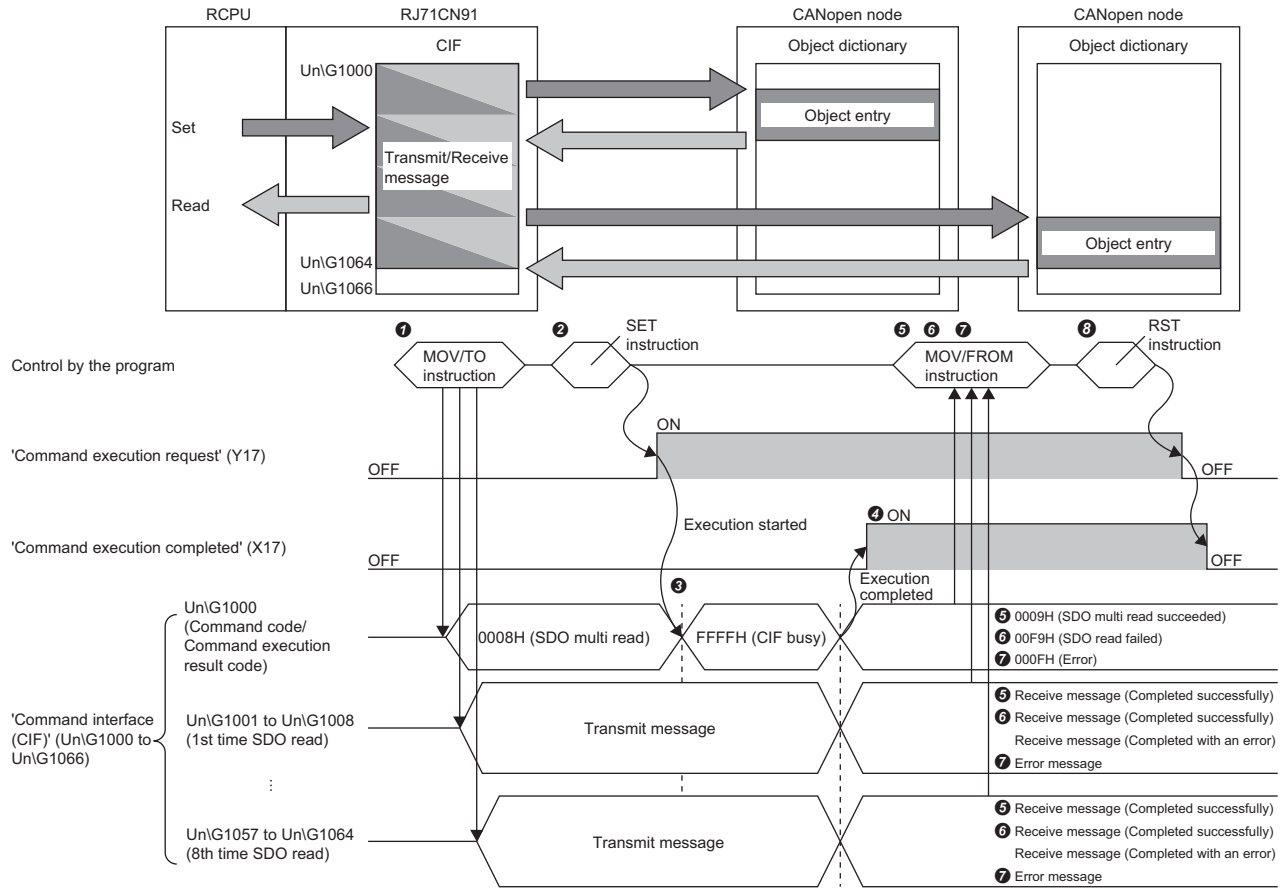 RCPU
RJ71CN91
CANopen node
CANopen node
CIF
Object dictionary
Object dictionary
Un\G1000
Object entry
Set
Transmit/Receive
message
Read
Object entry
Un\G1064
Un\G1066
❶
❷
SET
instruction
❺ ❻ ❼
❽
RST
instruction
Control by the program
MOV/TO
instruction
MOV/FROM
instruction
ON
'Command execution request' (Y17)
OFF
OFF
Execution started
❹ ON
'Command execution completed' (X17)
OFF
OFF
Execution
completed
❸
Un\G1000
(Command code/
Command execution
result code)
0008H (SDO multi read)
FFFFH (CIF busy)
❺ 0009H (SDO multi read succeeded)
❻ 00F9H (SDO read failed)
❼ 000FH (Error)
'Command interface
(CIF)' (Un\G1000 to
Un\G1066)
Un\G1001 to Un\G1008
(1st time SDO read)
Transmit message
❺ Receive message (Completed successfully)
❻ Receive message (Completed successfully)
Receive message (Completed with an error)
❼ Error message
...
Un\G1057 to Un\G1064
(8th time SDO read)
Transmit message
❺ Receive message (Completed successfully)
❻ Receive message (Completed successfully)
Receive message (Completed with an error)
❼ Error message